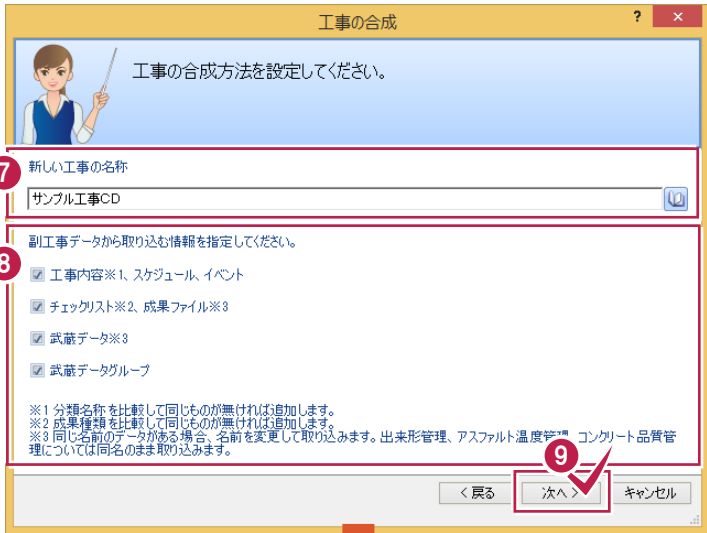 工事の合成
?
×
工事の合成方法を設定してください。
7
新しい工事の名称
サンプル工事CD
8
副工事データから取り込む情報を指定してください。
工事内容※1、スケジュール、イベント
チェックリスト※2、成果ファイル※3
武蔵データ※3
武蔵データグループ
※1 分類名称を比較して同じものが無ければ追加します。
※2 成果種類を比較して同じものが無ければ追加します。
※3 同じ名前のデータがある場合、名前を変更して取り込みます。出来形管理、アスファルト温度管理、コンクリート品質管
理については同名のまま取り込みます。
9
< 戻る
次へ >
キャンセル